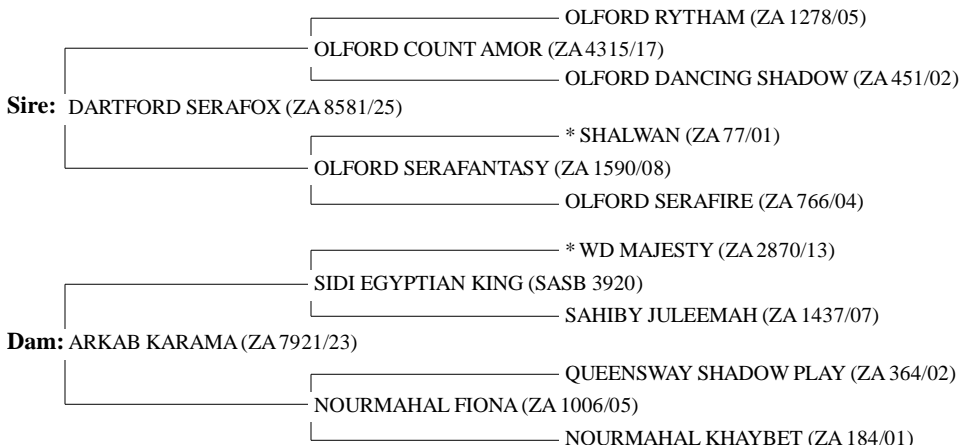 OLFORD RYTHAM (ZA 1278/05)
OLFORD COUNT AMOR (ZA 4315/17)
OLFORD DANCING SHADOW (ZA 451/02)
Sire: DARTFORD SERAFOX (ZA 8581/25)
* SHALWAN (ZA 77/01)
OLFORD SERAFANTASY (ZA 1590/08)
OLFORD SERAFIRE (ZA 766/04)
* WD MAJESTY (ZA 2870/13)
SIDI EGYPTIAN KING (SASB 3920)
SAHIBY JULEEMAH (ZA 1437/07)
Dam: ARKAB KARAMA (ZA 7921/23)
QUEENSWAY SHADOW PLAY (ZA 364/02)
NOURMAHAL FIONA (ZA 1006/05)
NOURMAHAL KHAYBET (ZA 184/01)